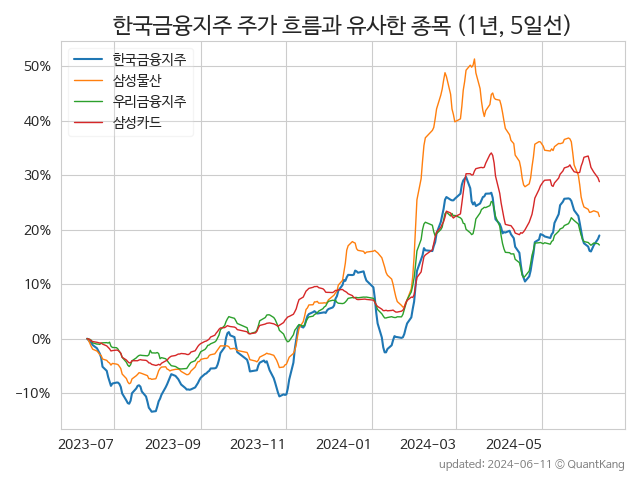 한국금융지주 주가 흐름과 유사한 종목 (1년, 5일선)
한국금융지주
삼성물산
우리금융지주
삼성카드
50%
40%
30%
20%
10%
0%
−10%
2023-07 2023-09 2023-11 2024-01 2024-03 2024-05
updated: 2024-06-11 © QuantKang